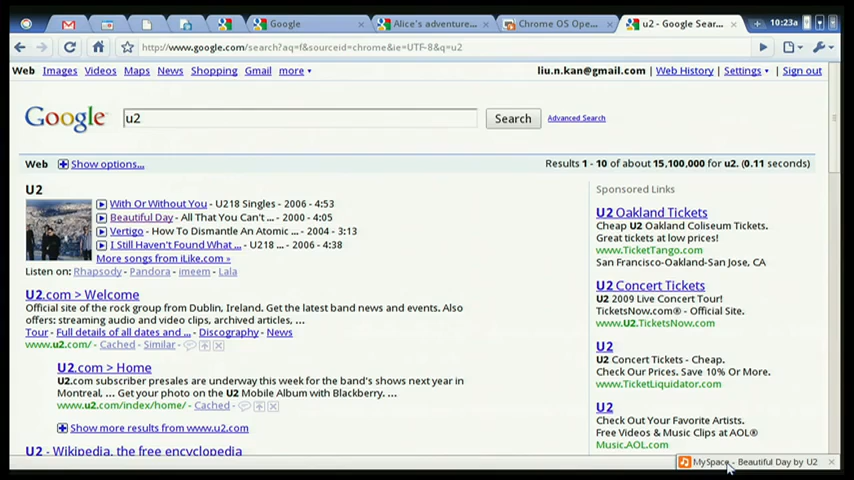 Google
Alice's adventure...
Chrome OS Ope...
u2 - Google Sear...
10:23a
http://www.google.com/search?aq=f&sourceid=chrome&ie=UTF-8&q=u2
Web Images Videos Maps News Shopping Gmail more
liu.n.kan@gmail.com | Web History | Settings | Sign out
Google
u2
Search
Advanced Search
Web Show options...
Results 1 - 10 of about 15,100,000 for u2. (0.11 seconds)
U2
With Or Without You - U218 Singles - 2006 - 4:53
Beautiful Day - All That You Can't ... - 2000 - 4:05
Vertigo - How To Dismantle An Atomic ... - 2004 - 3:13
I Still Haven't Found What ... - U218 ... - 2006 - 4:38
More songs from iLike.com »
Listen on: Rhapsody - Pandora - imeem - Lala
U2.com > Welcome
Official site of the rock group from Dublin, Ireland. Get the latest band news and events. Also
offers: streaming audio and video clips, archived articles, ...
Tour - Full details of all dates and ... - Discography - News
www.u2.com/ - Cached - Similar -
U2.com > Home
U2.com subscriber presales are underway this week for the band's shows next year in
Montreal, ... Get your photo on the U2 Mobile Album with Blackberry. ...
www.u2.com/index/home/ - Cached -
Show more results from www.u2.com
U2 - Wikipedia, the free encyclopedia
Sponsored Links
U2 Oakland Tickets
Cheap U2 Oakland Coliseum Tickets.
Great tickets at low prices!
www.TicketTango.com
San Francisco-Oakland-San Jose, CA
U2 Concert Tickets
U2 2009 Live Concert Tour!
TicketsNow.com® - Official Site.
www.U2.TicketsNow.com
U2
U2 Concert Tickets - Cheap.
Check Our Prices. Save 10% Or More.
www.TicketLiquidator.com
U2
Check Out Your Favorite Artists.
Free Videos & Music Clips at AOL®
Music.AOL.com
MySpace - Beautiful Day by U2